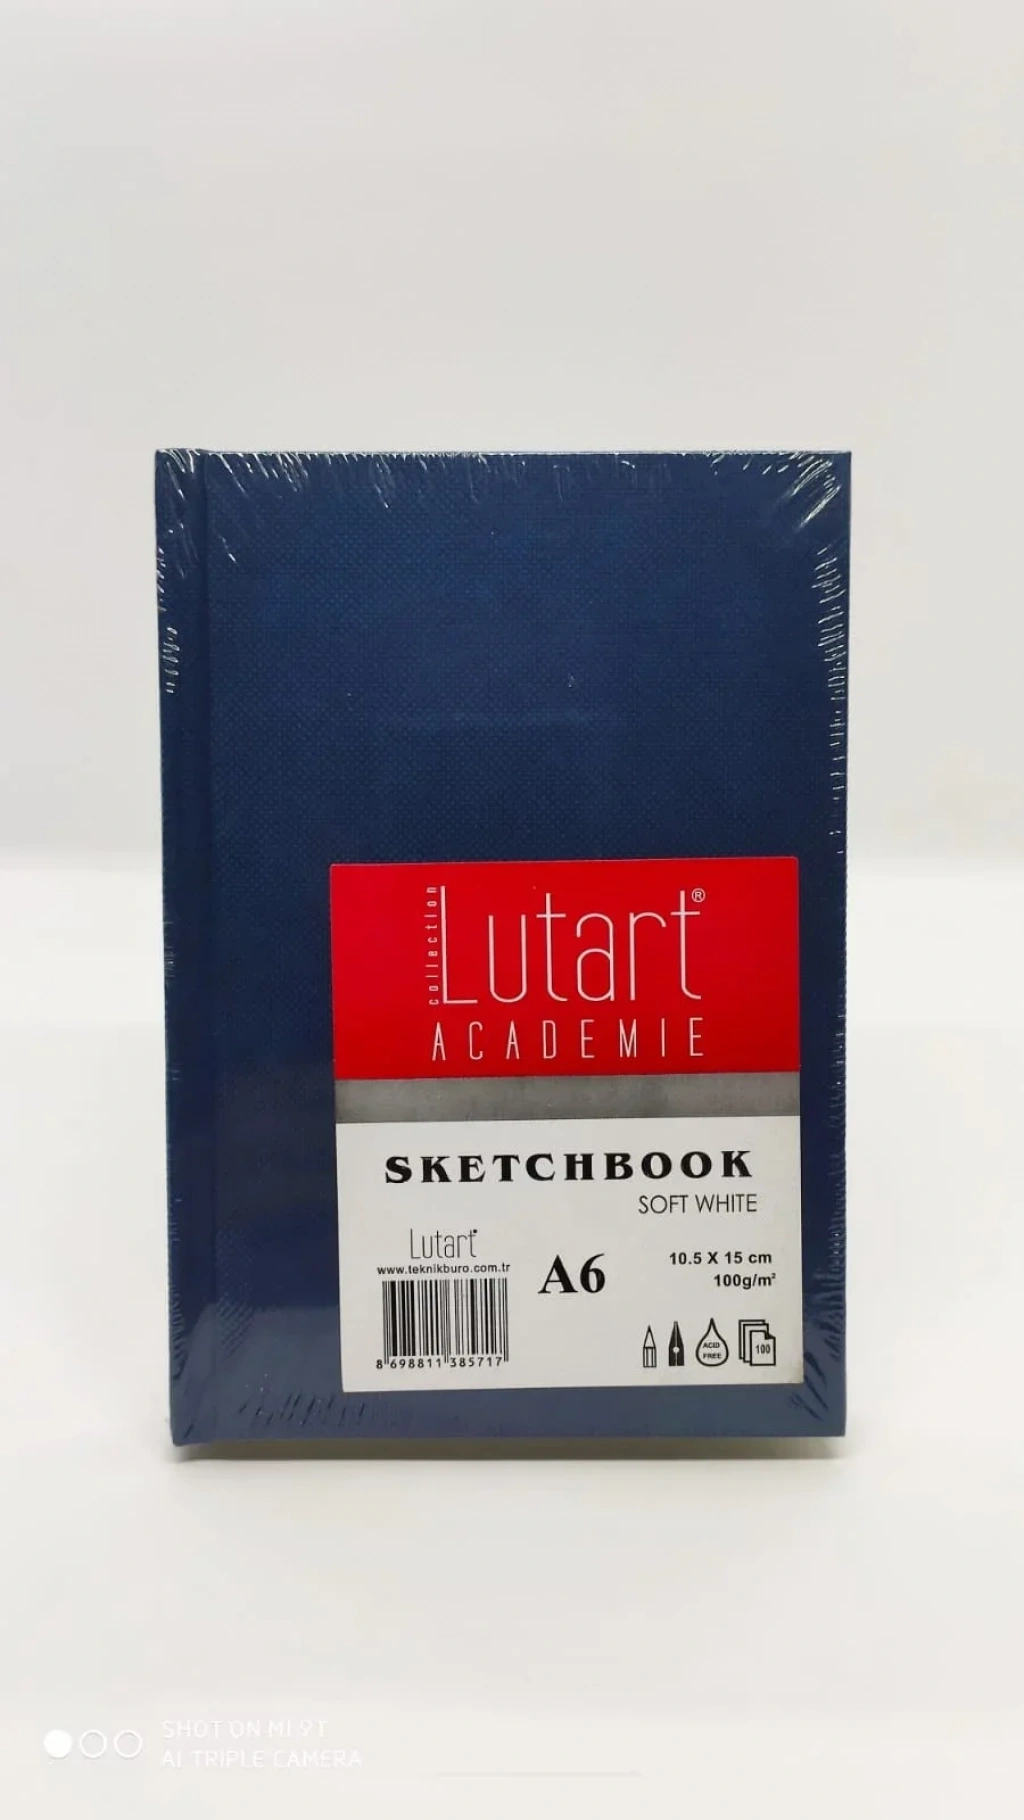 collection
Lutart®
ACADEMIE
SKETCHBOOK
SOFT WHITE
Lutart
www.teknikburo.com.tr
A6
10.5 X 15 cm
100g/m²
8 698811 385717
ACID
FREE
100
SHOT ON MI 9T
AI TRIPLE CAMERA